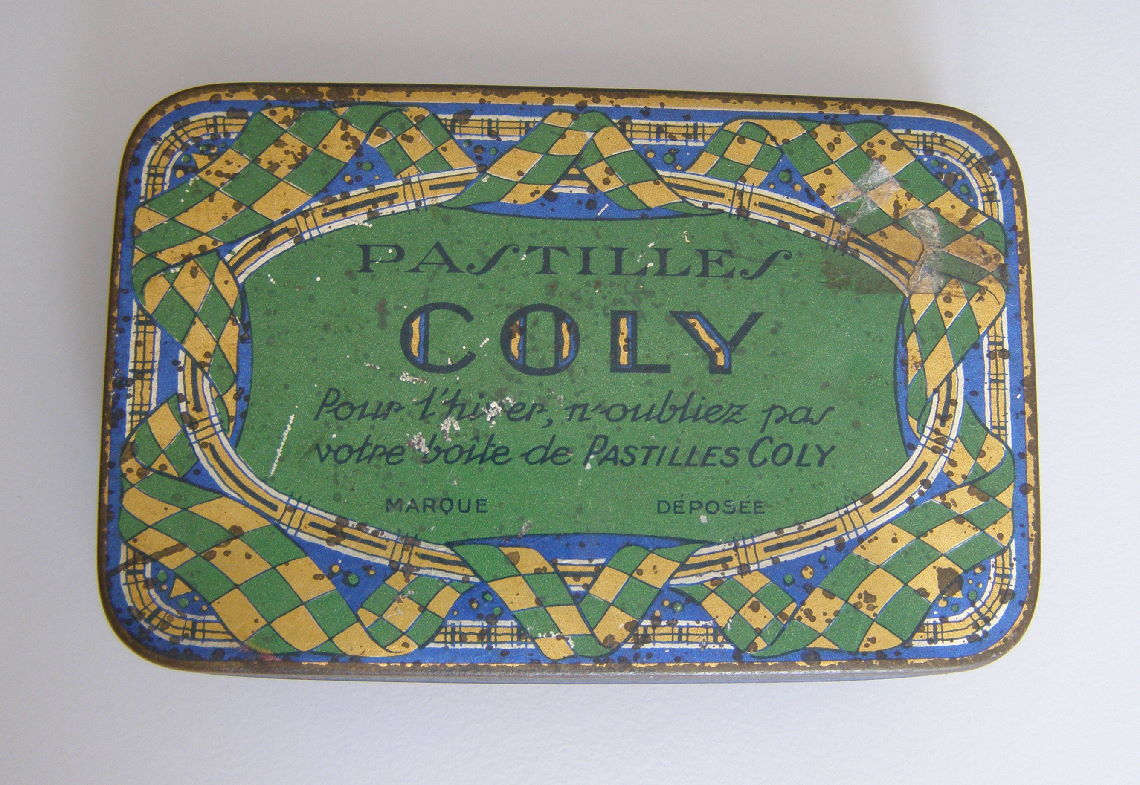 PASTILLES
COLY
Pour l'hiver, n'oubliez pas
votre boîte de PASTILLES COLY
MARQUE DÉPOSÉE